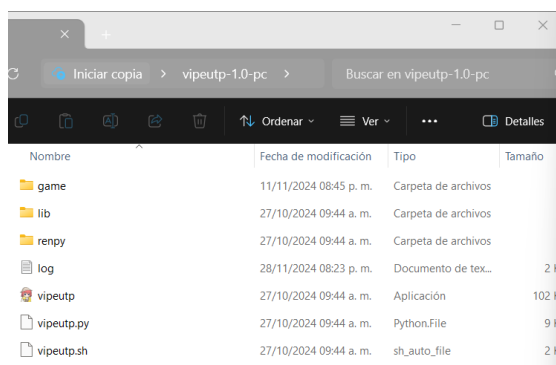 Iniciar copia > vipeutp-1.0-pc > Buscar en vipeutp-1.0-pc
Ordenar Ver ... Detalles
Nombre Fecha de modificación Tipo Tamaño
game 11/11/2024 08:45 p. m. Carpeta de archivos
lib 27/10/2024 09:44 a. m. Carpeta de archivos
renpy 27/10/2024 09:44 a. m. Carpeta de archivos
log 28/11/2024 08:23 p. m. Documento de tex... 2
vipeutp 27/10/2024 09:44 a. m. Aplicación 102
vipeutp.py 27/10/2024 09:44 a. m. Python.File 9
vipeutp.sh 27/10/2024 09:44 a. m. sh_auto_file 2